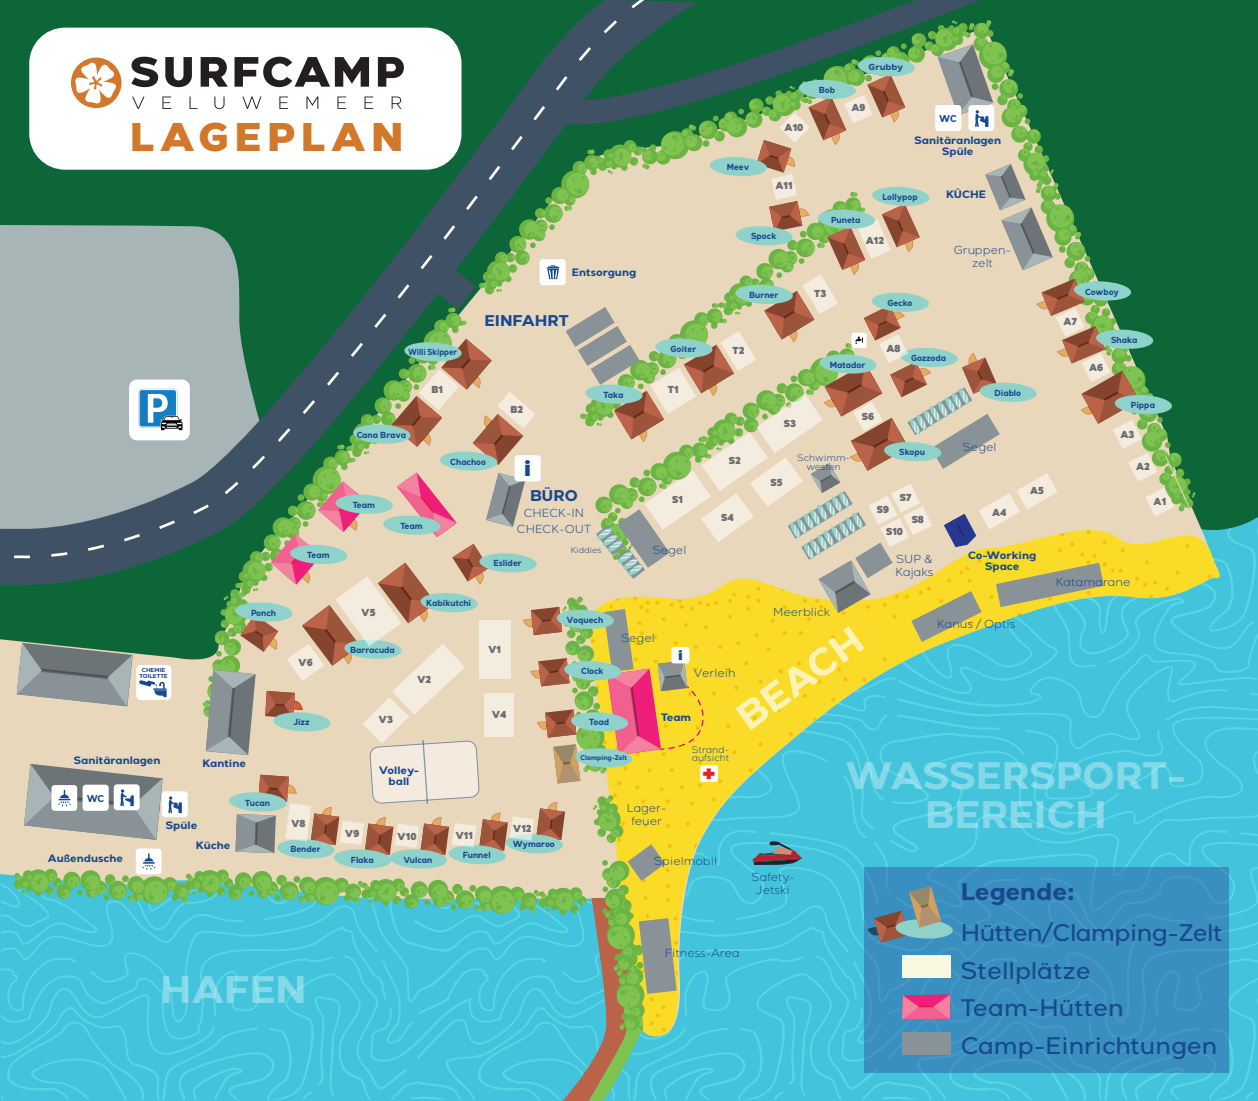 SURFCAMP
VELUWEMEER
LAGEPLAN
P
Grubby
Bob
A9
A10
WC
Sanitäranlagen
Spüle
Meev
A11
KÜCHE
Lollypop
Puneta
Spock
A12
Gruppen-
zelt
Entsorgung
Burner
T3
Cowboy
Gecko
EINFAHRT
A7
Shaka
Willi Skipper
Goiter
T2
A8
Gozzoda
Matador
A6
B1
Taka
T1
Diablo
Pippa
B2
S6
S3
Cana Brava
A3
Skopu
Segel
Chachoo
i
S2
Schwimm-
westen
A2
S5
BÜRO
CHECK-IN
CHECK-OUT
S1
S7
A5
A1
Team
S9
S8
A4
S4
Team
S10
Kiddies
Segel
Team
Co-Working
Space
Eslider
SUP &
Kajaks
Katamarane
Kabikutchi
Meerblick
Ponch
V5
Voquech
Kanus / Optis
Segel
Barracuda
V1
i
V6
Clock
Verleih
CHEMIE
TOILETTE
V2
BEACH
Jizz
V3
V4
Toad
Team
Clamping-Zelt
Strand-
aufsicht
Sanitäranlagen
Kantine
Volley-
ball
WASSERSPORT-
BEREICH
WC
Tucan
Spüle
V8
V9
V10
V11
V12
Lager-
feuer
Küche
Bender
Flaka
Vulcan
Funnel
Wymaroo
Außendusche
Spielmobil
Safety-
Jetski
Fitness-Area
HAFEN
Legende:
Hütten/Clamping-Zelt
Stellplätze
Team-Hütten
Camp-Einrichtungen